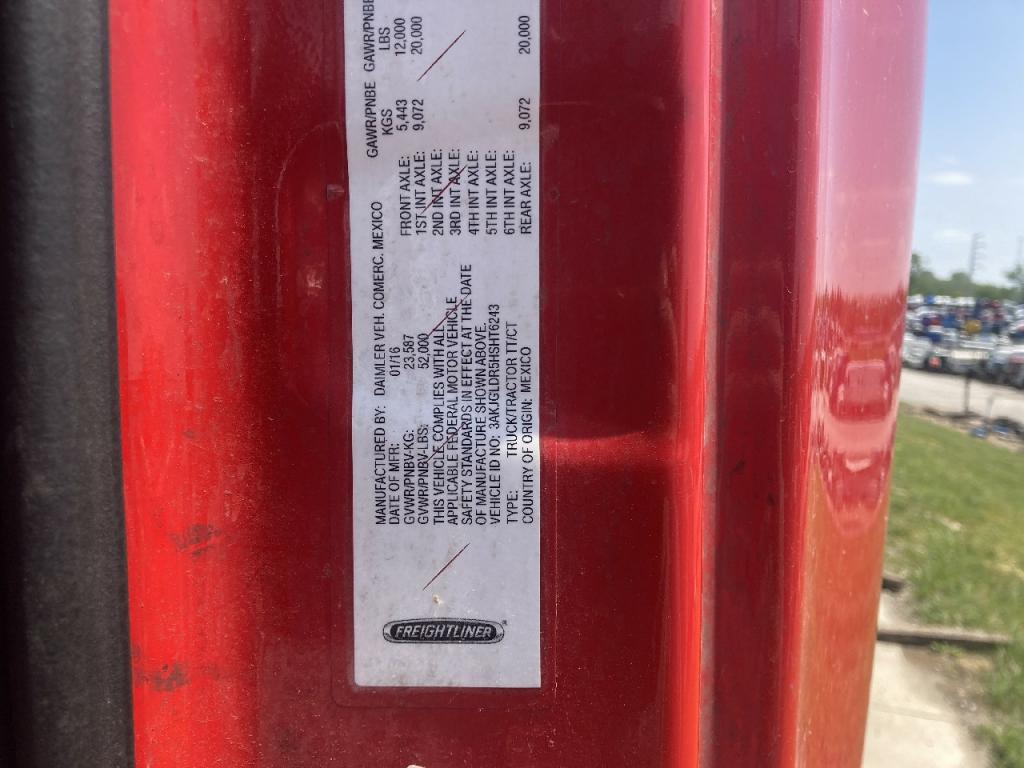 FREIGHTLINER
MANUFACTURED BY: DAIMLER VEH. COMERC. MEXICO
DATE OF MFR: 01/16
GVWR/PNBV-KG: 23,587
GVWR/PNBV-LBS: 52,000
THIS VEHICLE COMPLIES WITH ALL
APPLICABLE FEDERAL MOTOR VEHICLE
SAFETY STANDARDS IN EFFECT AT THE DATE
OF MANUFACTURE SHOWN ABOVE.
VEHICLE ID NO: 3AKJGLDR5HSHT6243
TYPE: TRUCK/TRACTOR TT/CT
COUNTRY OF ORIGIN: MEXICO
GAWR/PNBE GAWR/PNBE
KGS LBS
FRONT AXLE: 5,443 12,000
1ST INT AXLE: 9,072 20,000
2ND INT AXLE:
3RD INT AXLE:
4TH INT AXLE:
5TH INT AXLE:
6TH INT AXLE:
REAR AXLE: 9,072 20,000